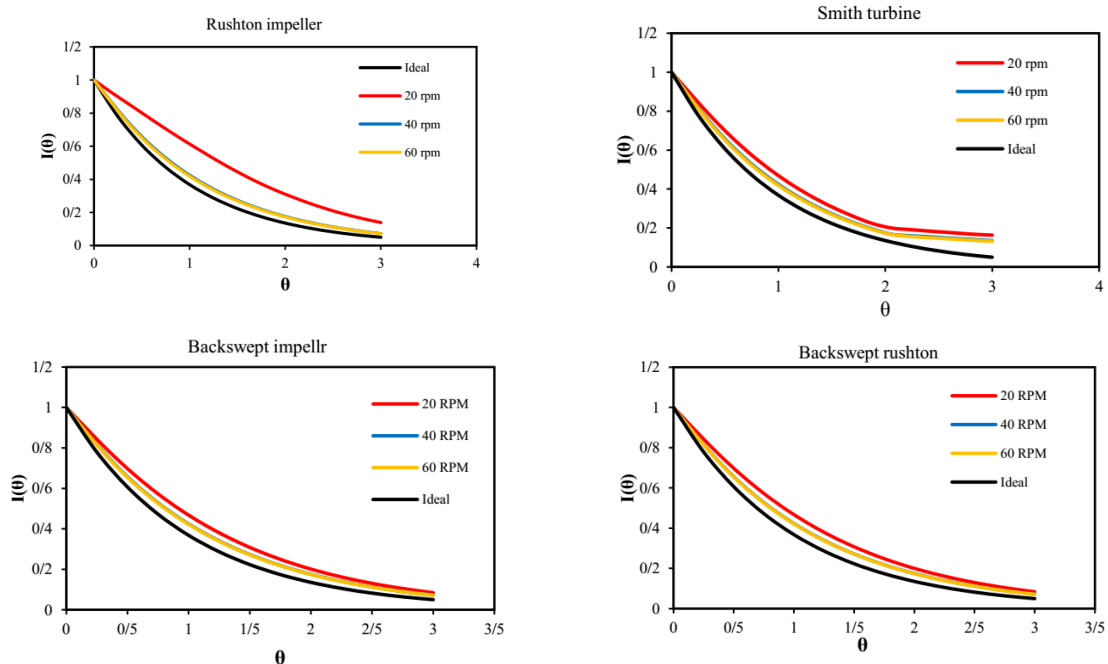 Rushton impeller
1/2
1
0/8
0/6
0/4
0/2
0
I(θ)
Ideal
20 rpm
40 rpm
60 rpm
0 1 2 3 4
θ
Smith turbine
1/2
1
0/8
0/6
0/4
0/2
0
I(θ)
20 rpm
40 rpm
60 rpm
Ideal
0 1 2 3 4
θ
Backswept impellr
1/2
1
0/8
0/6
0/4
0/2
0
I(θ)
20 RPM
40 RPM
60 RPM
Ideal
0 0/5 1 1/5 2 2/5 3 3/5
θ
Backswept rushton
1/2
1
0/8
0/6
0/4
0/2
0
I(θ)
20 RPM
40 RPM
60 RPM
Ideal
0 0/5 1 1/5 2 2/5 3 3/5
θ